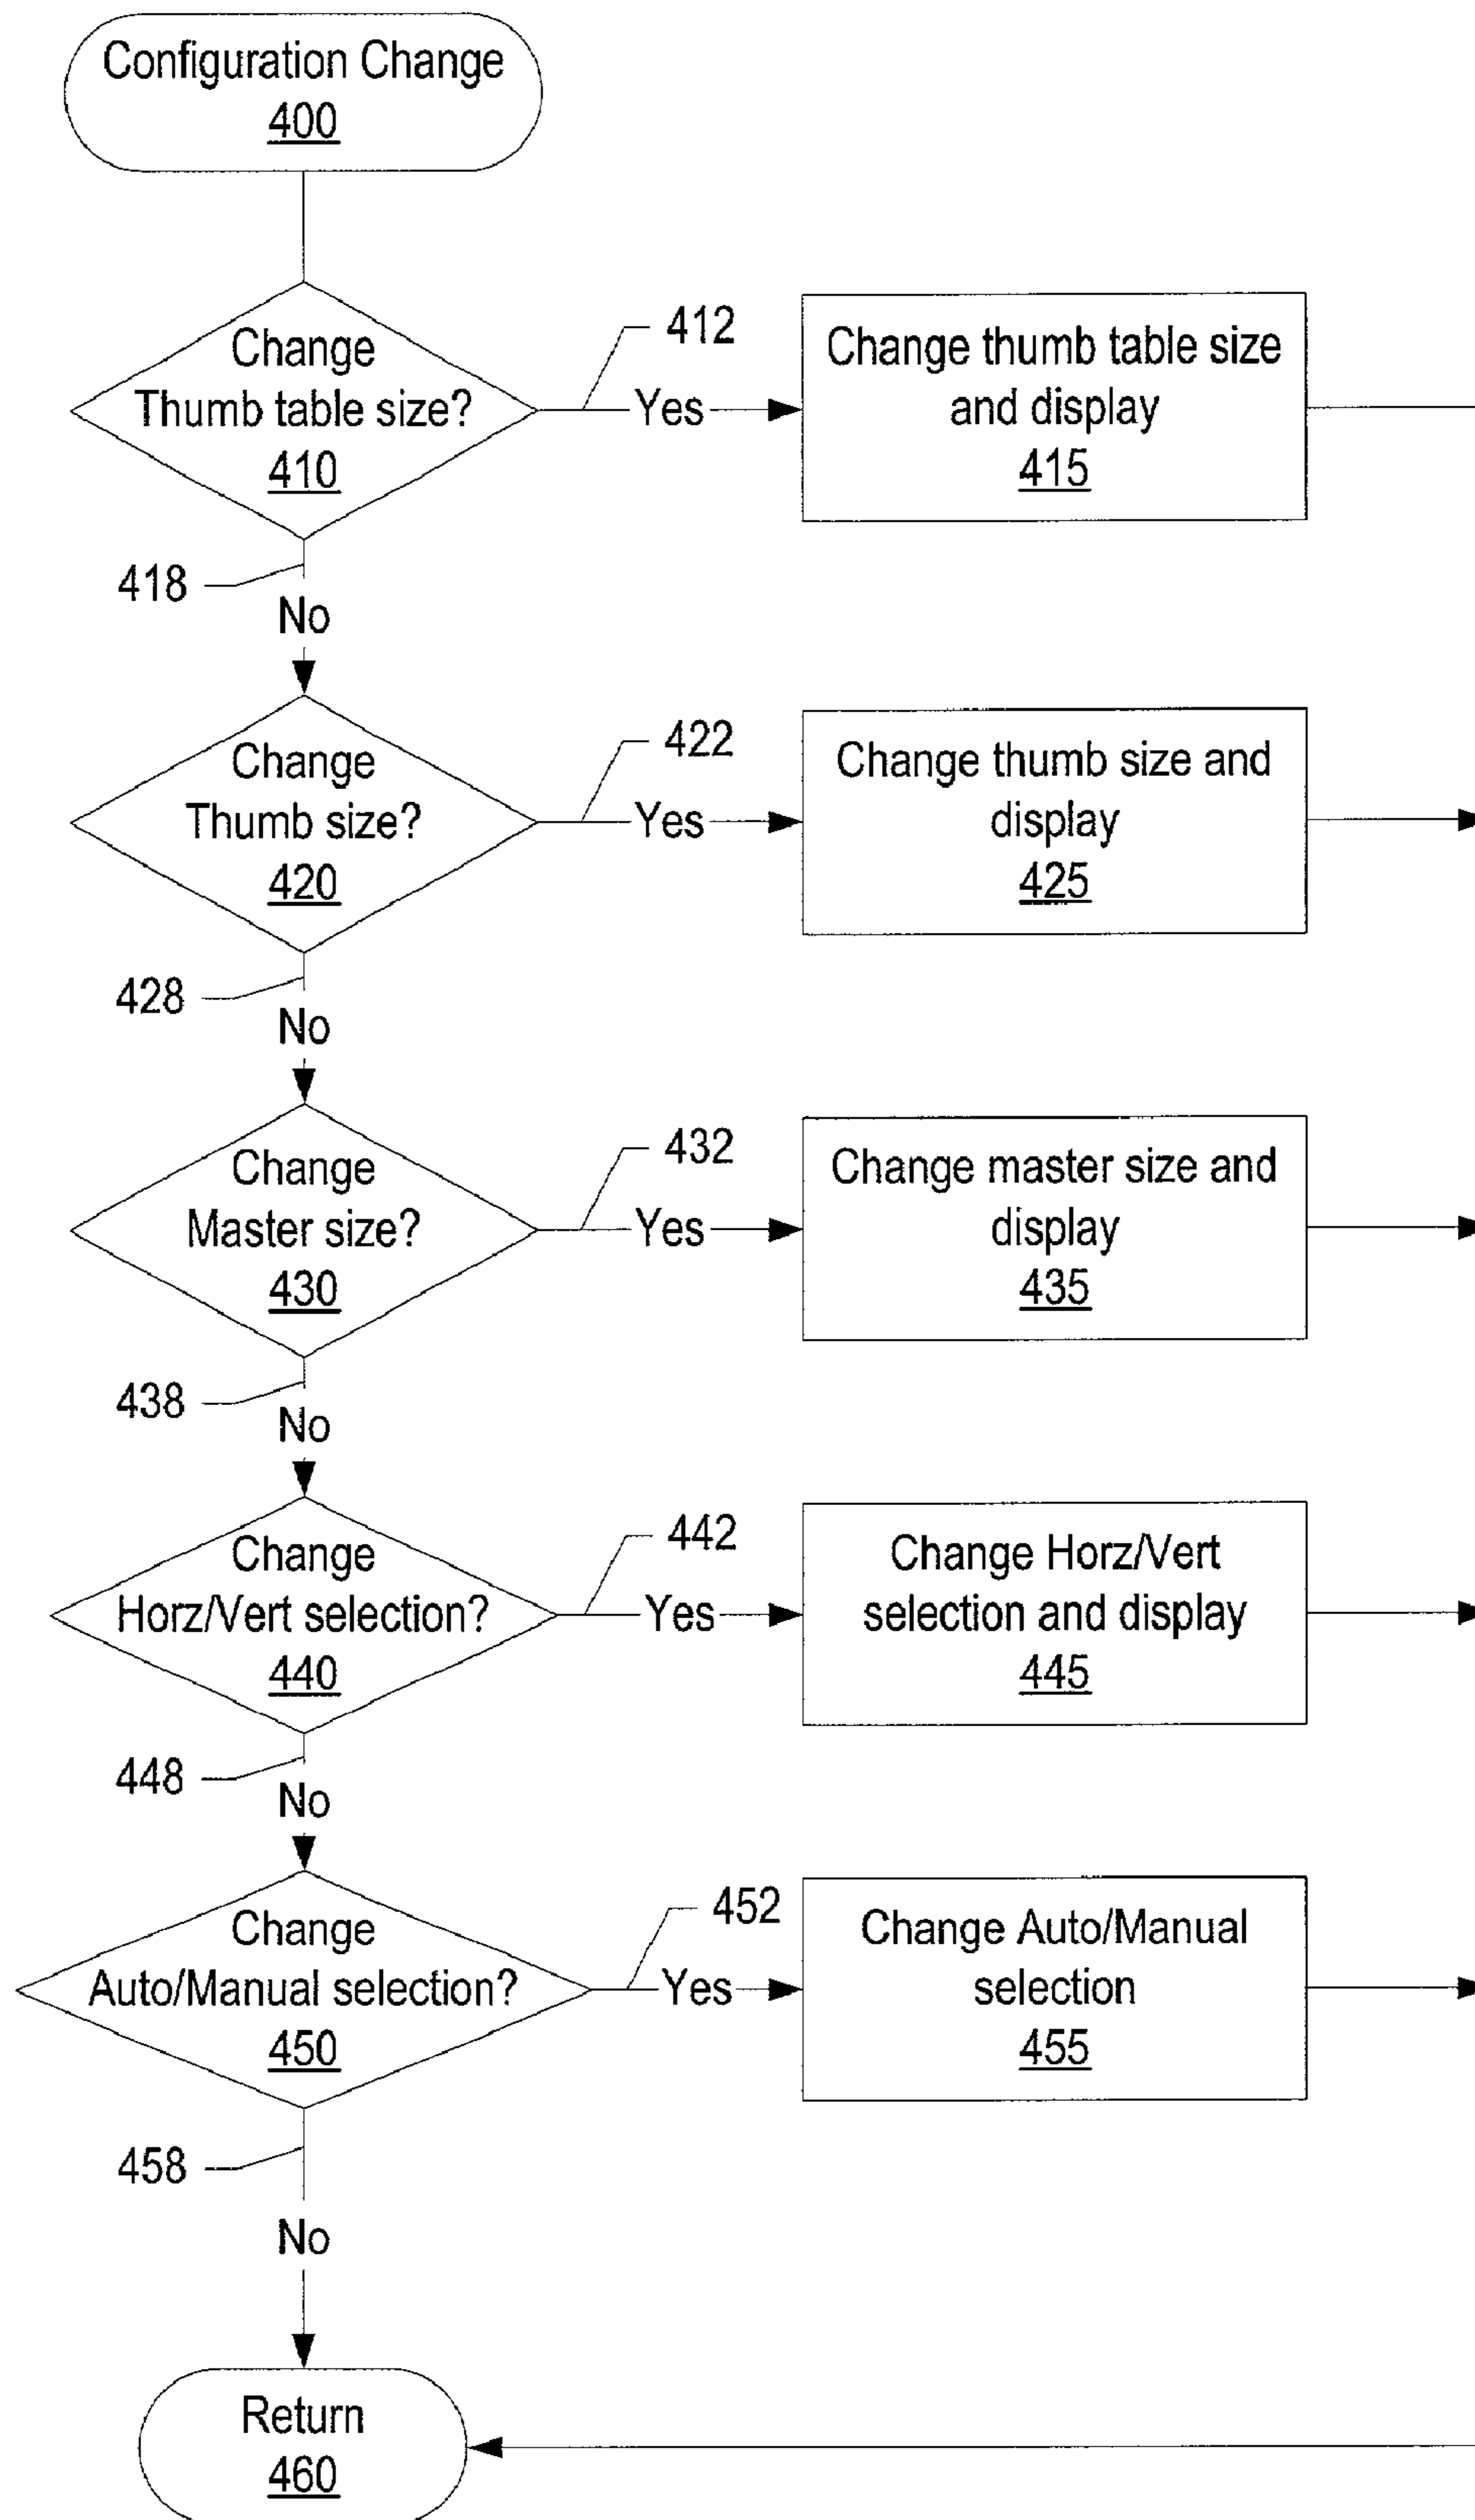 Configuration Change
400
Change
Thumb table size?
410
412
Yes
Change thumb table size
and display
415
418
No
Change
Thumb size?
420
422
Yes
Change thumb size and
display
425
428
No
Change
Master size?
430
432
Yes
Change master size and
display
435
438
No
Change
Horz/Vert selection?
440
442
Yes
Change Horz/Vert
selection and display
445
448
No
Change
Auto/Manual selection?
450
452
Yes
Change Auto/Manual
selection
455
458
No
Return
460